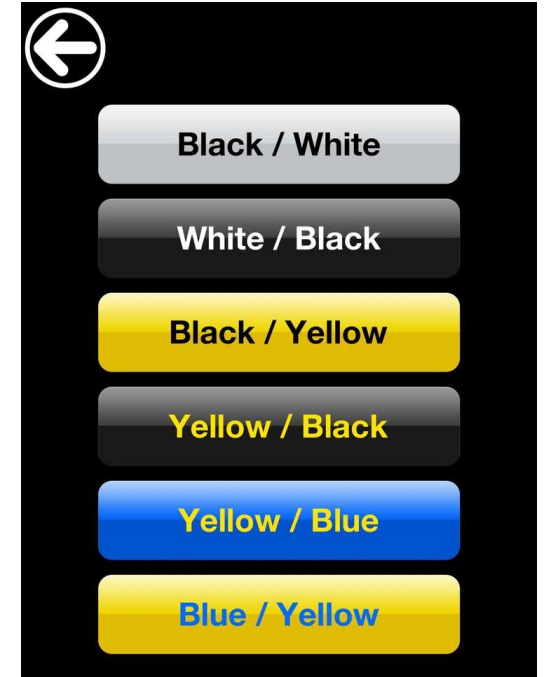 Black / White
White / Black
Black / Yellow
Yellow / Black
Yellow / Blue
Blue / Yellow